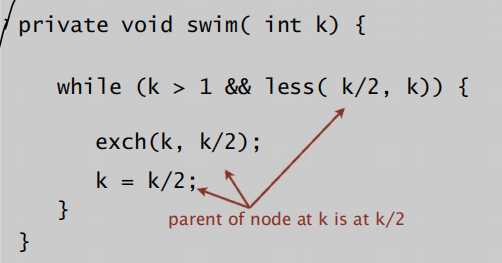 private void swim( int k) {
while (k > 1 && less( k/2, k)) {
exch(k, k/2);
k = k/2;
}
parent of node at k is at k/2
}